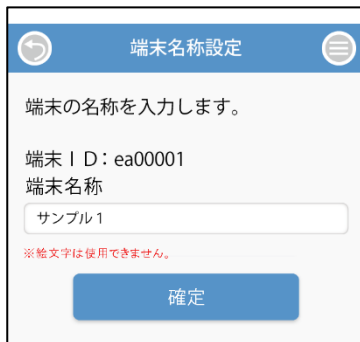 端末名称設定
端末の名称を入力します。
端末ID：ea00001
端末名称
サンプル1
※絵文字は使用できません。
確定